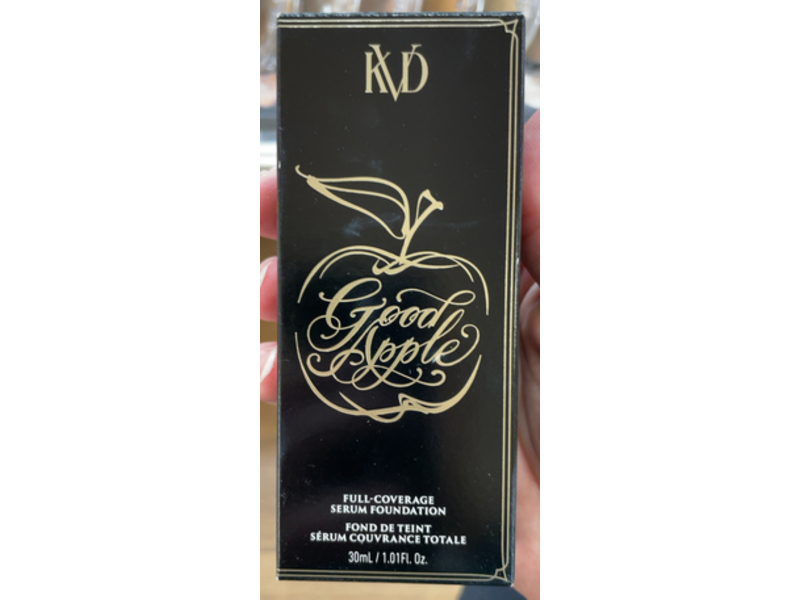 KVD
Good
Apple
FULL-COVERAGE
SERUM FOUNDATION
FOND DE TEINT
SÉRUM COUVRANCE TOTALE
30mL / 1.01Fl. Oz.